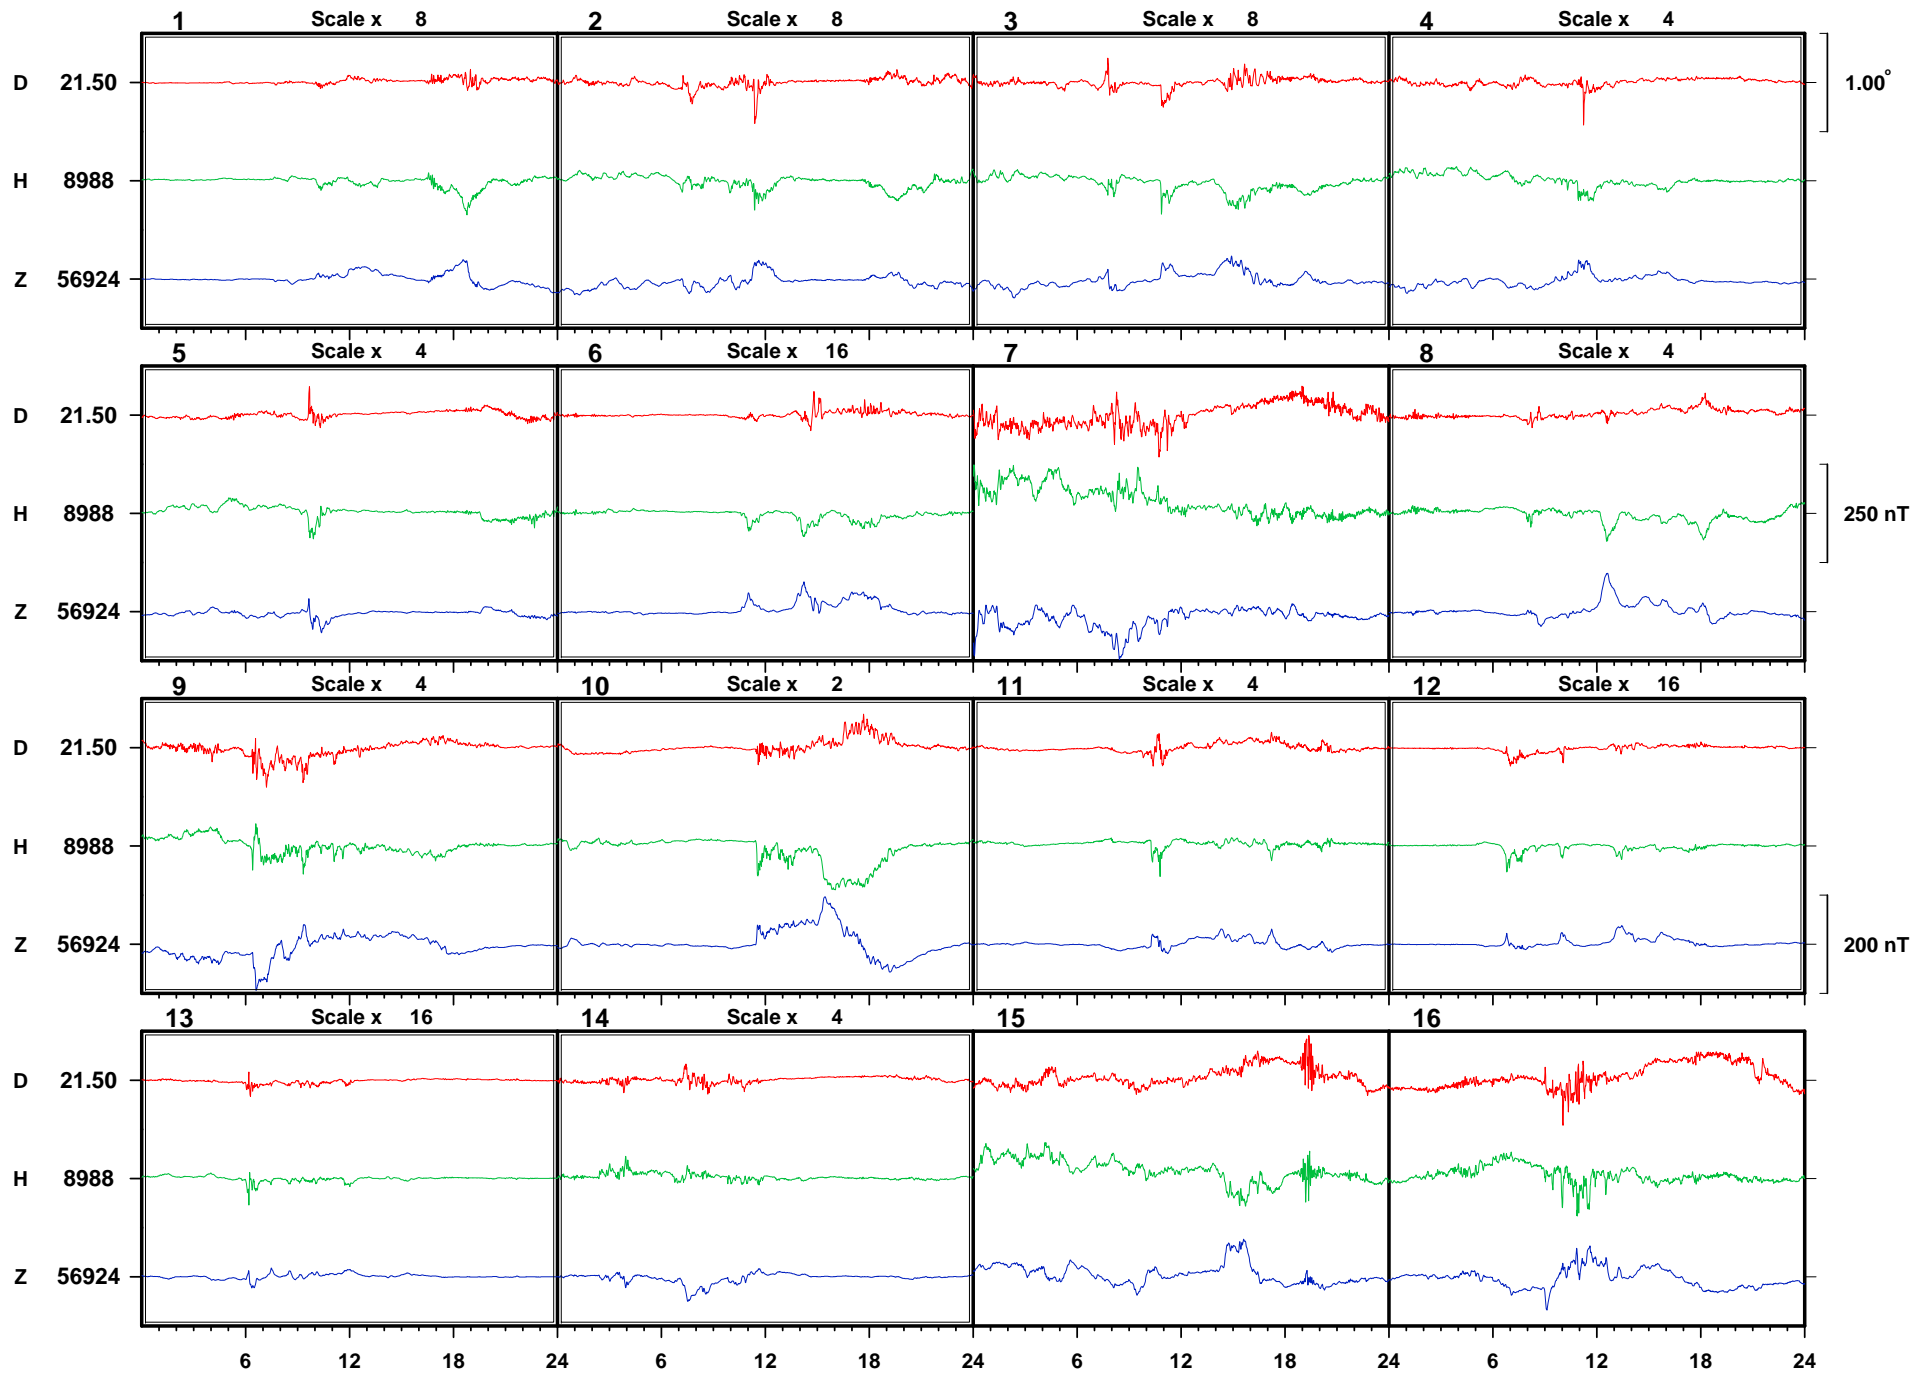 1 Scale x 8 2 Scale x 8 3 Scale x 8 4 Scale x 4
D 21.50 1.00°
H 8988
Z 56924
5 Scale x 4 6 Scale x 16 7 8 Scale x 4
D 21.50
H 8988 250 nT
Z 56924
9 Scale x 4 10 Scale x 2 11 Scale x 4 12 Scale x 16
D 21.50
H 8988
Z 56924 200 nT
13 Scale x 16 14 Scale x 4 15 16
D 21.50
H 8988
Z 56924
6 12 18 24 6 12 18 24 6 12 18 24 6 12 18 24